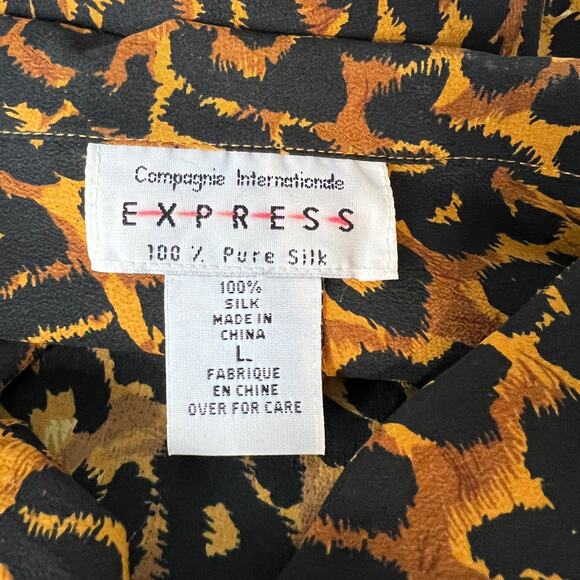 Compagnie Internationale
EXPRESS
100% Pure Silk
100%
SILK
MADE IN
CHINA
L.
FABRIQUE
EN CHINE
OVER FOR CARE